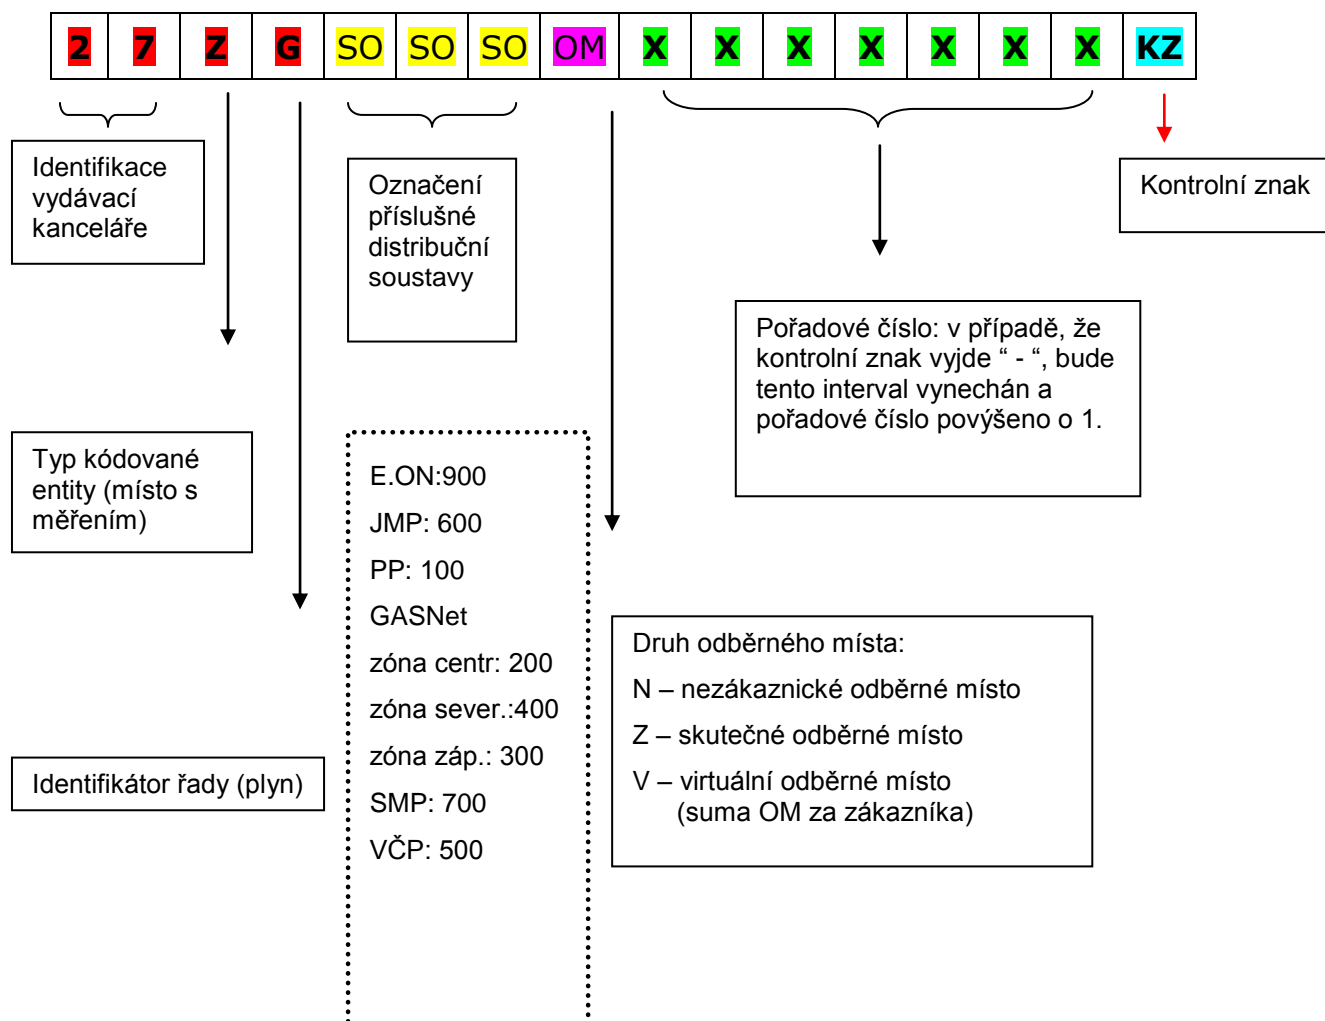 2 7 Z G SO SO SO OM X X X X X X X KZ
Identifikace
vydávací
kanceláře
Označení
příslušné
distribuční
soustavy
Kontrolní znak
Pořadové číslo: v případě, že
kontrolní znak vyjde “ - “, bude
tento interval vynechán a
pořadové číslo povýšeno o 1.
Typ kódované
entity (místo s
měřením)
E.ON:900
JMP: 600
PP: 100
GASNet
zóna centr: 200
zóna sever.:400
zóna záp.: 300
SMP: 700
VČP: 500
Druh odběrného místa:
N – nezákaznické odběrné místo
Z – skutečné odběrné místo
V – virtuální odběrné místo
(suma OM za zákazníka)
Identifikátor řady (plyn)